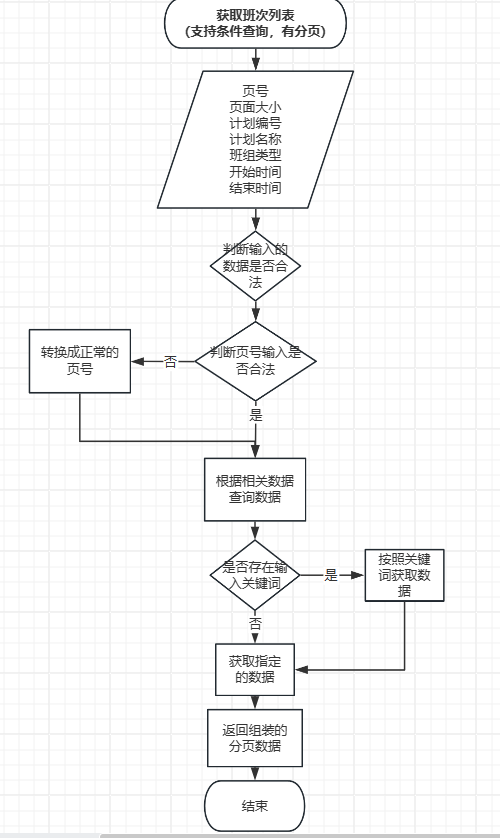 获取班次列表
(支持条件查询，有分页)
页号
页面大小
计划编号
计划名称
班组类型
开始时间
结束时间
判断输入的
数据是否合
法
判断页号输入是
否合法
否
转换成正常的
页号
是
根据相关数据
查询数据
是否存在输
入关键词
是
按照关键
词获取数
据
否
获取指定
的数据
返回组装的
分页数据
结束